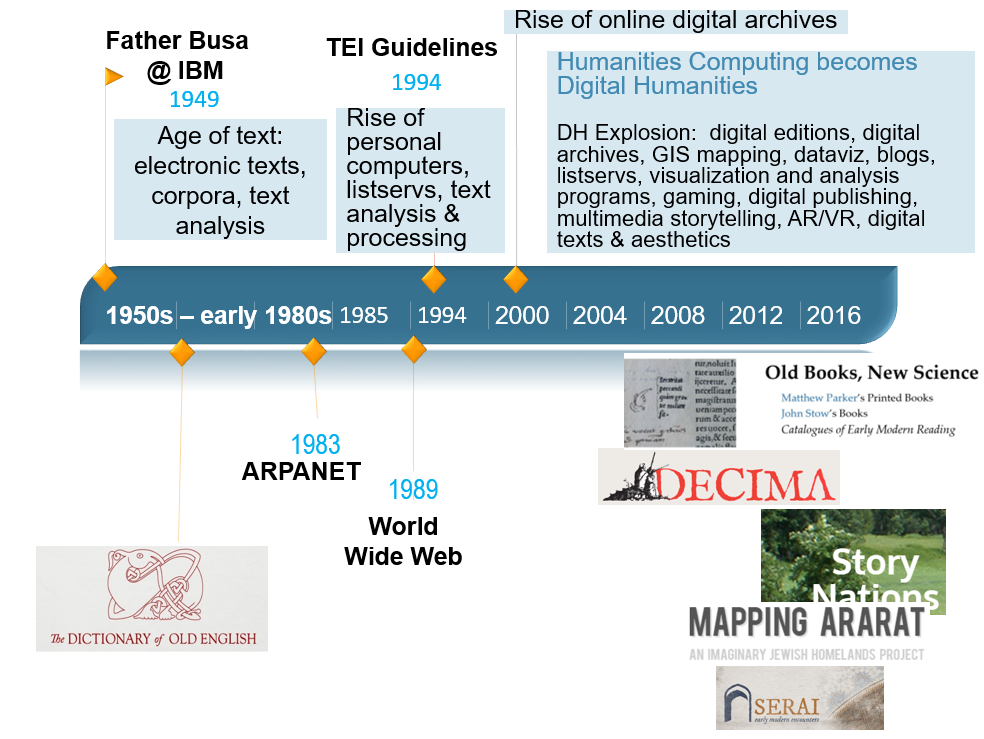 Father Busa
@ IBM
1949
Age of text:
electronic texts,
corpora, text
analysis
TEI Guidelines
1994
Rise of
personal
computers,
listservs, text
analysis &
processing
Rise of online digital archives
Humanities Computing becomes
Digital Humanities
DH Explosion: digital editions, digital
archives, GIS mapping, dataviz, blogs,
listservs, visualization and analysis
programs, gaming, digital publishing,
multimedia storytelling, AR/VR, digital
texts & aesthetics
1950s – early 1980s 1985 1994 2000 2004 2008 2012 2016
1983
ARPANET
1989
World
Wide Web
The DICTIONARY of OLD ENGLISH
Old Books, New Science
Matthew Parker's Printed Books
John Stow's Books
Catalogues of Early Modern Reading
DECIMA
Story
Nations
MAPPING ARARAT
AN IMAGINARY JEWISH HOMELANDS PROJECT
SERAI
early modern encounters